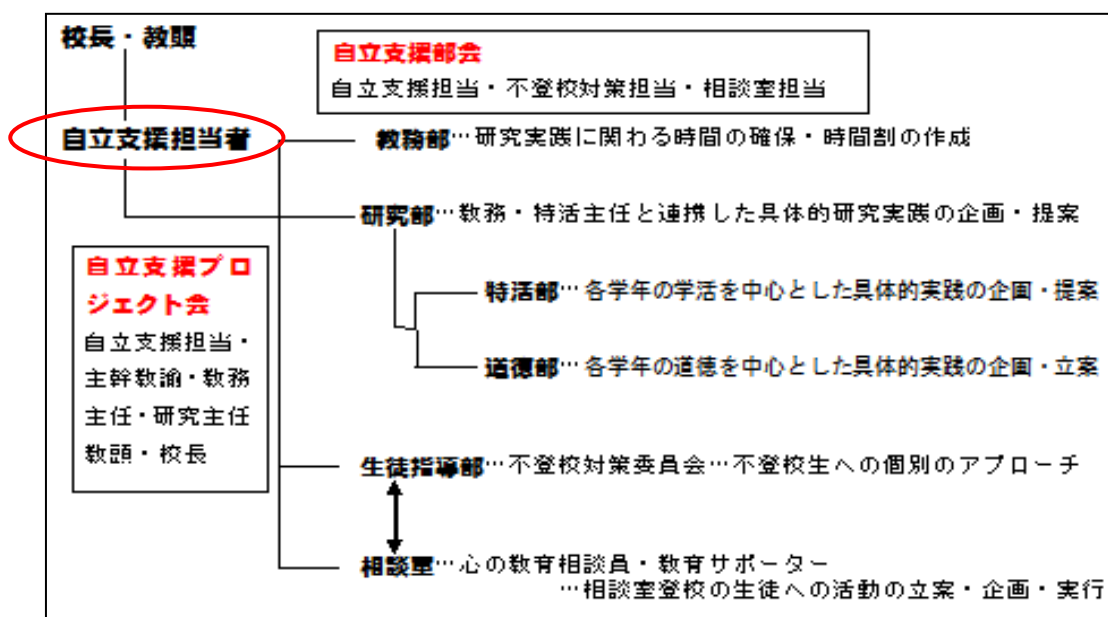 校長・教頭
自立支援部会
自立支援担当・不登校対策担当・相談室担当
自立支援担当者
教務部…研究実践に関わる時間の確保・時間割の作成
研究部…教務・特活主任と連携した具体的研究実践の企画・提案
自立支援プロ
ジェクト会
自立支援担当・
主幹教諭・教務
主任・研究主任
教頭・校長
特活部…各学年の学活を中心とした具体的実践の企画・提案
道徳部…各学年の道徳を中心とした具体的実践の企画・立案
生徒指導部…不登校対策委員会…不登校生への個別のアプローチ
相談室…心の教育相談員・教育サポーター
…相談室登校の生徒への活動の立案・企画・実行